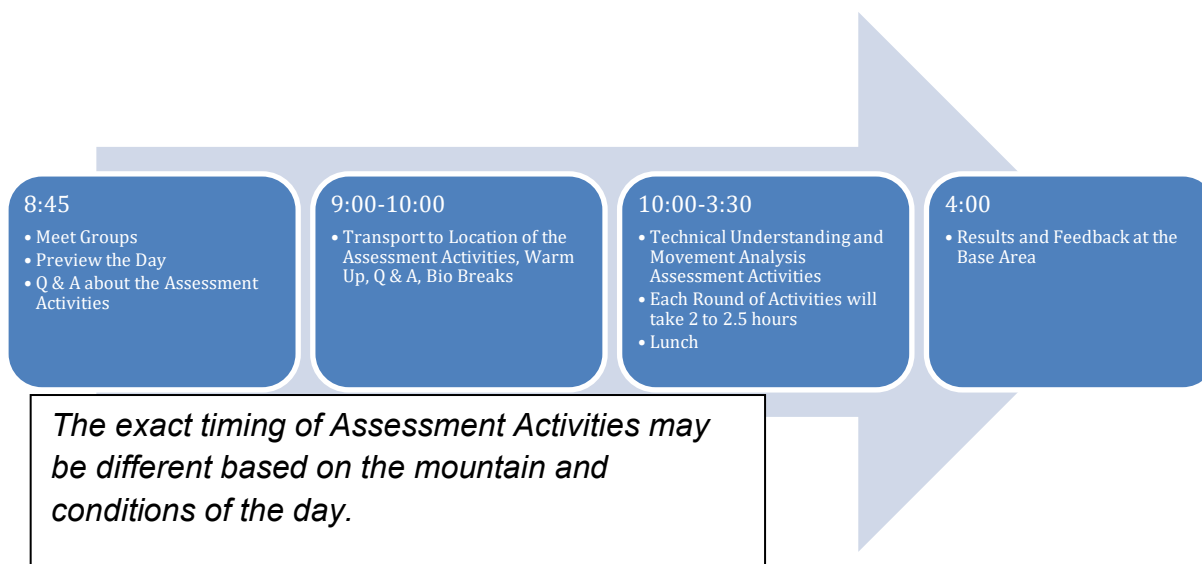 8:45
• Meet Groups
• Preview the Day
• Q & A about the Assessment
Activities
9:00-10:00
• Transport to Location of the
Assessment Activities, Warm
Up, Q & A, Bio Breaks
10:00-3:30
• Technical Understanding and
Movement Analysis
Assessment Activities
• Each Round of Activities will
take 2 to 2.5 hours
• Lunch
4:00
• Results and Feedback at the
Base Area
The exact timing of Assessment Activities may
be different based on the mountain and
conditions of the day.